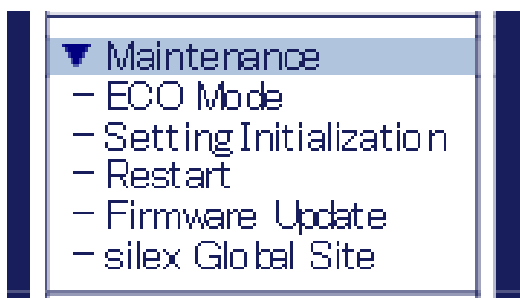 ▼ Maintenance
− ECO Mode
− Setting Initialization
− Restart
− Firmware Update
− silex Global Site